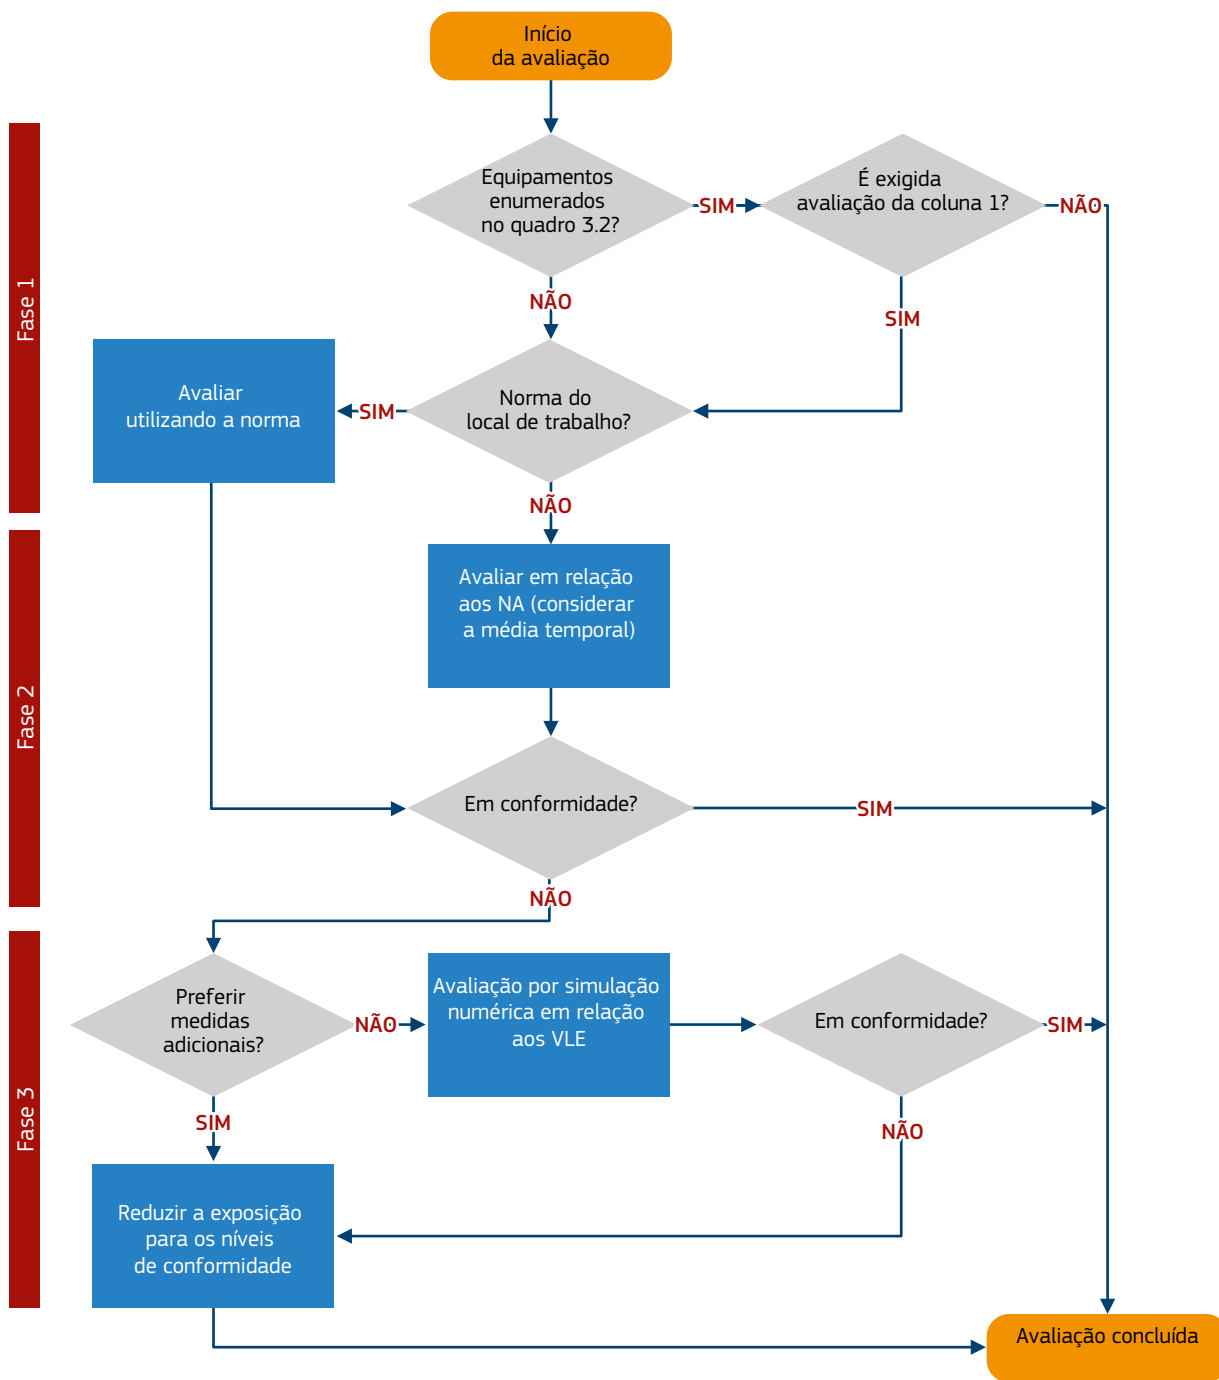 Início
da avaliação
Fase 1
Equipamentos
enumerados
no quadro 3.2?
SIM
É exigida
avaliação da coluna 1?
NÃO
NÃO
SIM
Avaliar
utilizando a norma
SIM
Norma do
local de trabalho?
NÃO
Fase 2
Avaliar em relação
aos NA (considerar
a média temporal)
Em conformidade?
SIM
NÃO
Fase 3
Preferir
medidas
adicionais?
NÃO
Avaliação por simulação
numérica em relação
aos VLE
Em conformidade?
SIM
SIM
NÃO
Reduzir a exposição
para os níveis
de conformidade
Avaliação concluída